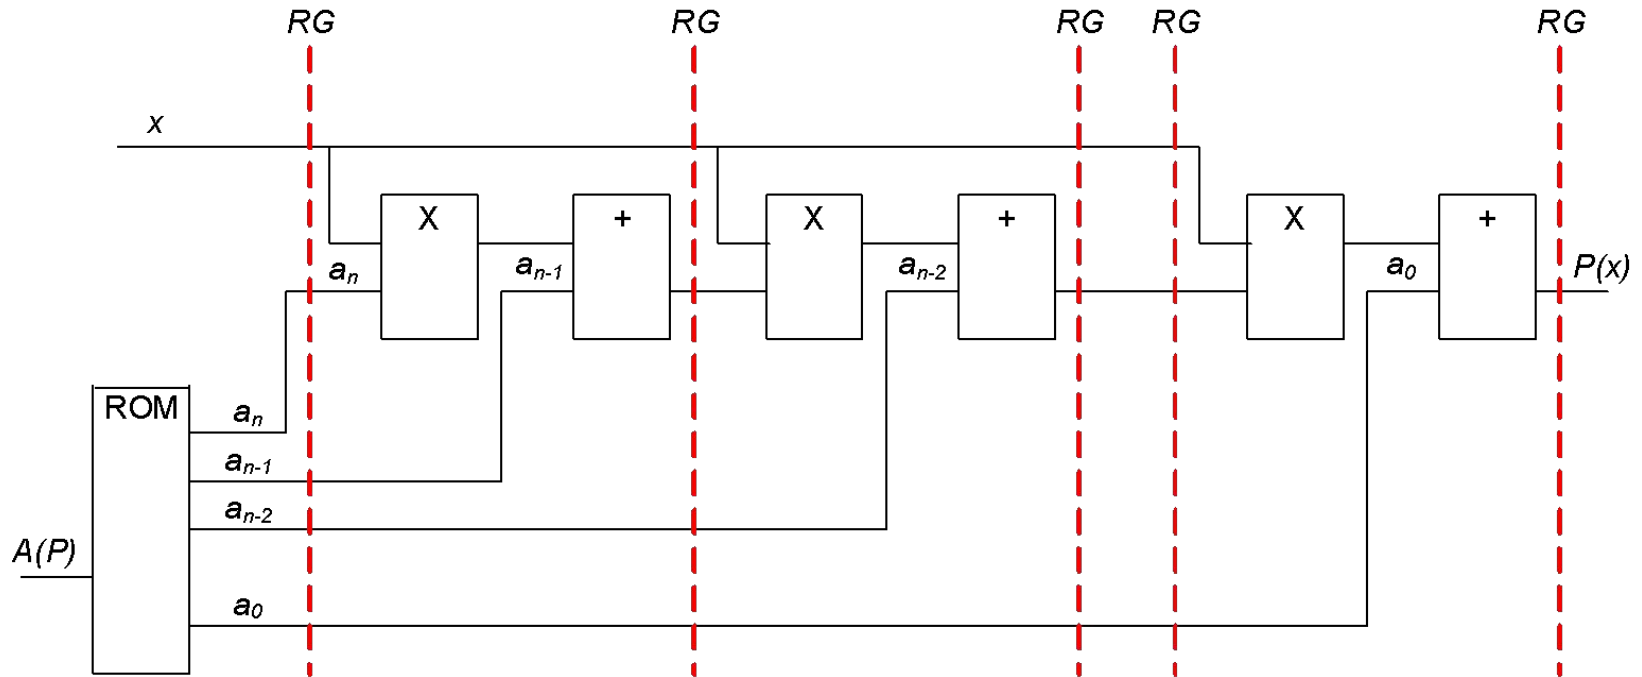 RG RG RG RG RG
x
X + X + X +
aₙ aₙ₋₁ aₙ₋₂ a₀ P(x)
ROM
aₙ
aₙ₋₁
aₙ₋₂
A(P)
a₀